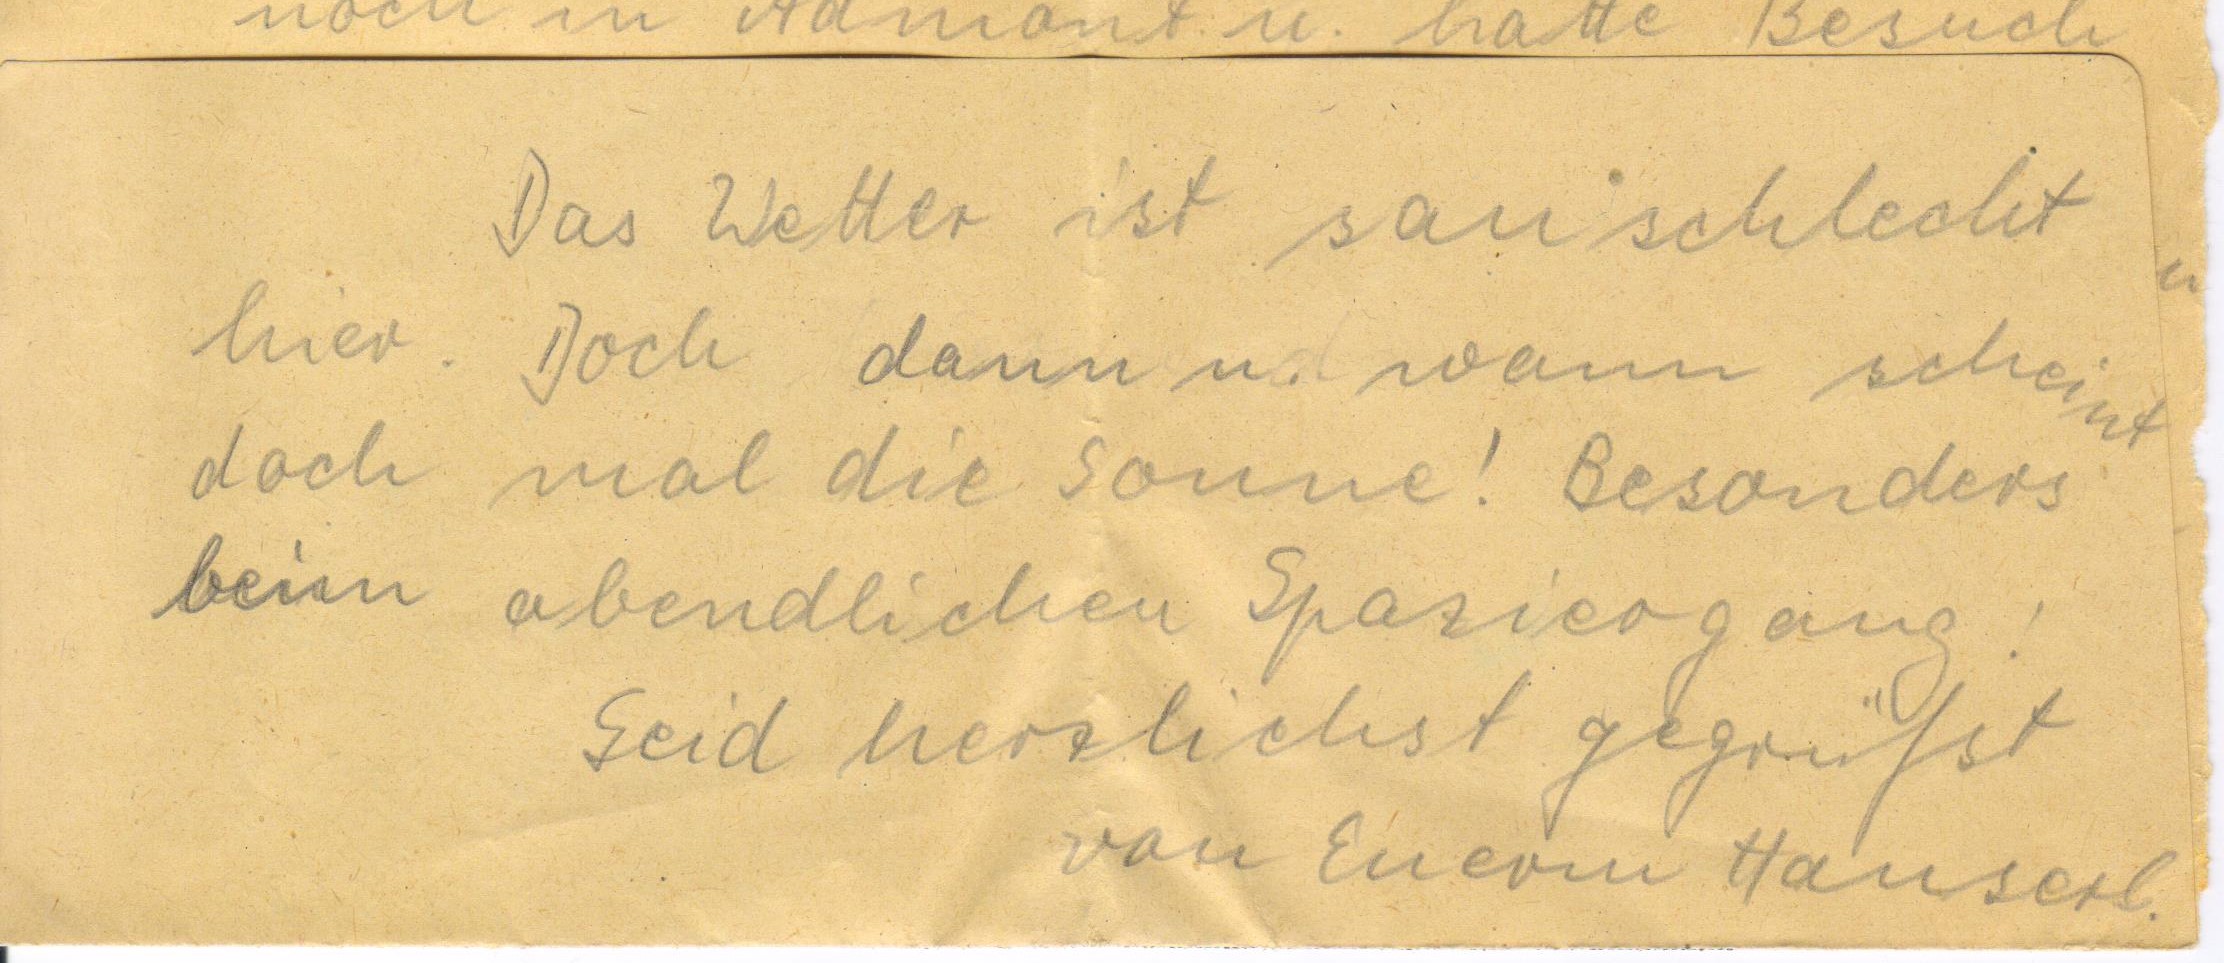 noch in Admont u. hatte Besuch
Das Wetter ist sauschlecht
hier. Doch dann u. wann scheint
doch mal die Sonne! Besonders
beim abendlichen Spaziergang!
Seid herzlichst gegrüßt
von Euerm Hanserl.